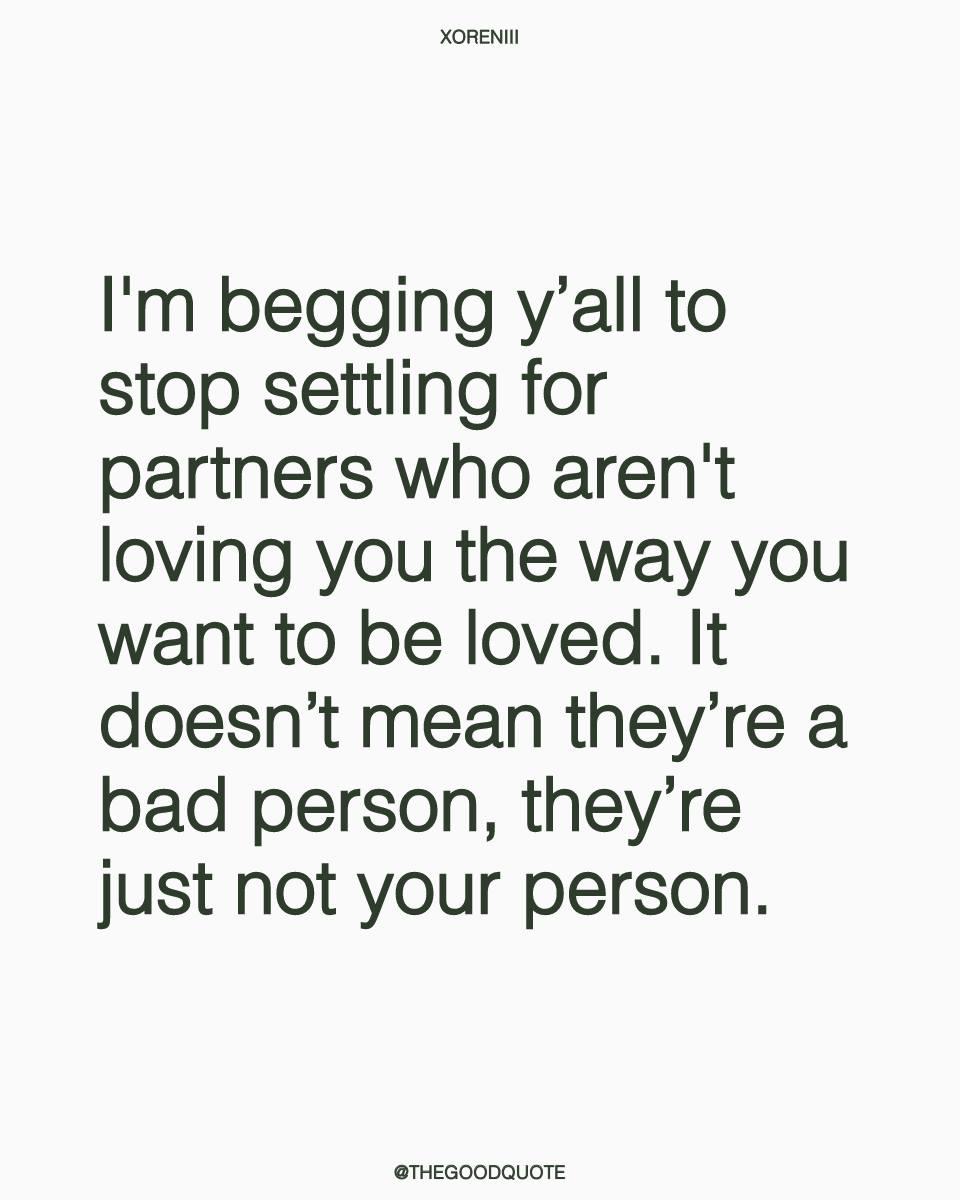 XORENIII
I'm begging y’all to
stop settling for
partners who aren't
loving you the way you
want to be loved. It
doesn’t mean they’re a
bad person, they’re
just not your person.
@THEGOODQUOTE